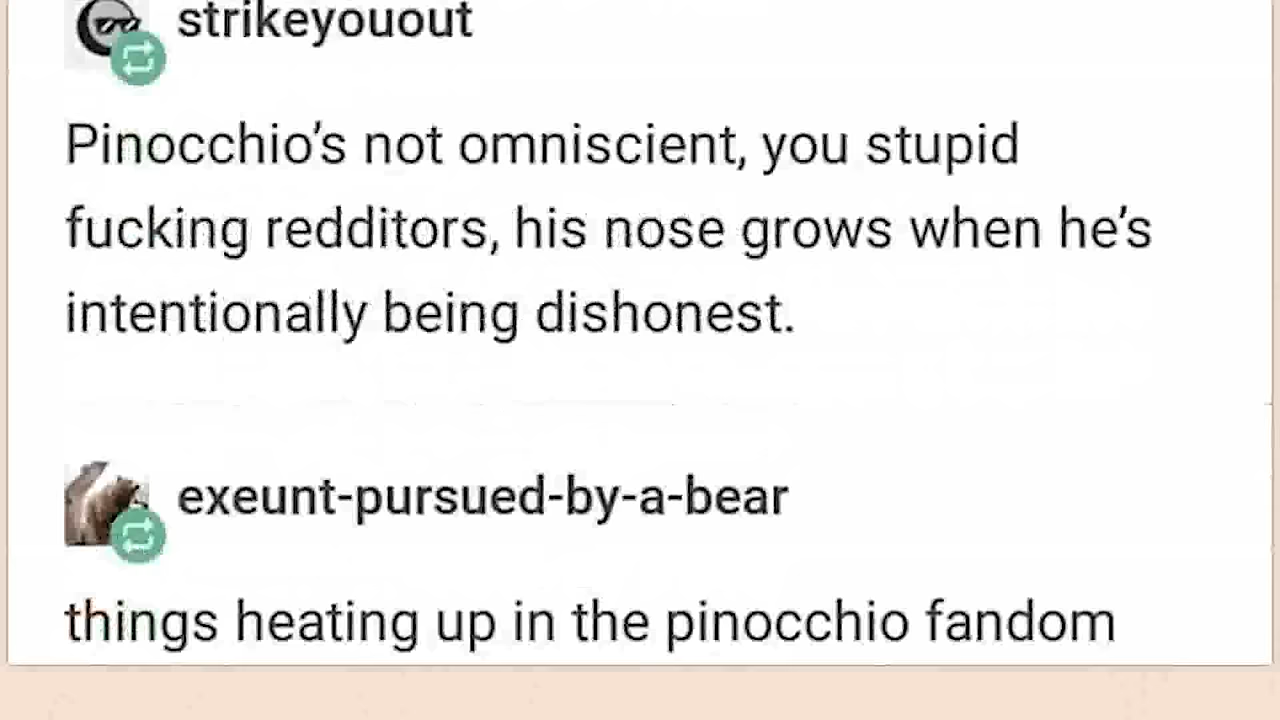 strikeyouout
Pinocchio’s not omniscient, you stupid
fucking redditors, his nose grows when he’s
intentionally being dishonest.
exeunt-pursued-by-a-bear
things heating up in the pinocchio fandom